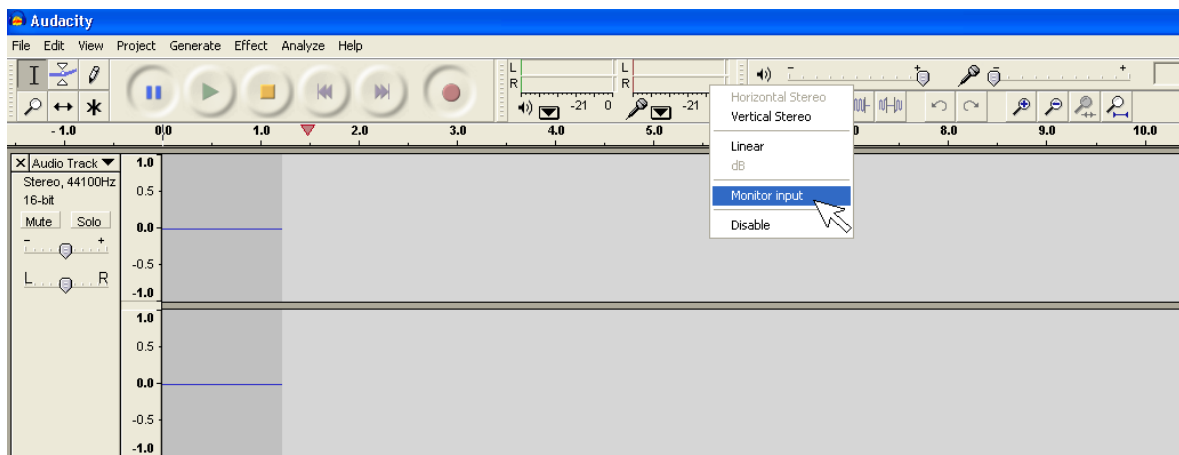 Audacity
File Edit View Project Generate Effect Analyze Help
L
R
-21 0
L
R
-21
- +
- +
Horizontal Stereo
Vertical Stereo
Linear
dB
Monitor input
Disable
- 1.0 0.0 1.0 2.0 3.0 4.0 5.0 8.0 9.0 10.0
X Audio Track
Stereo, 44100Hz
16-bit
Mute Solo
- +
L R
1.0
0.5
0.0
-0.5
-1.0
1.0
0.5
0.0
-0.5
-1.0